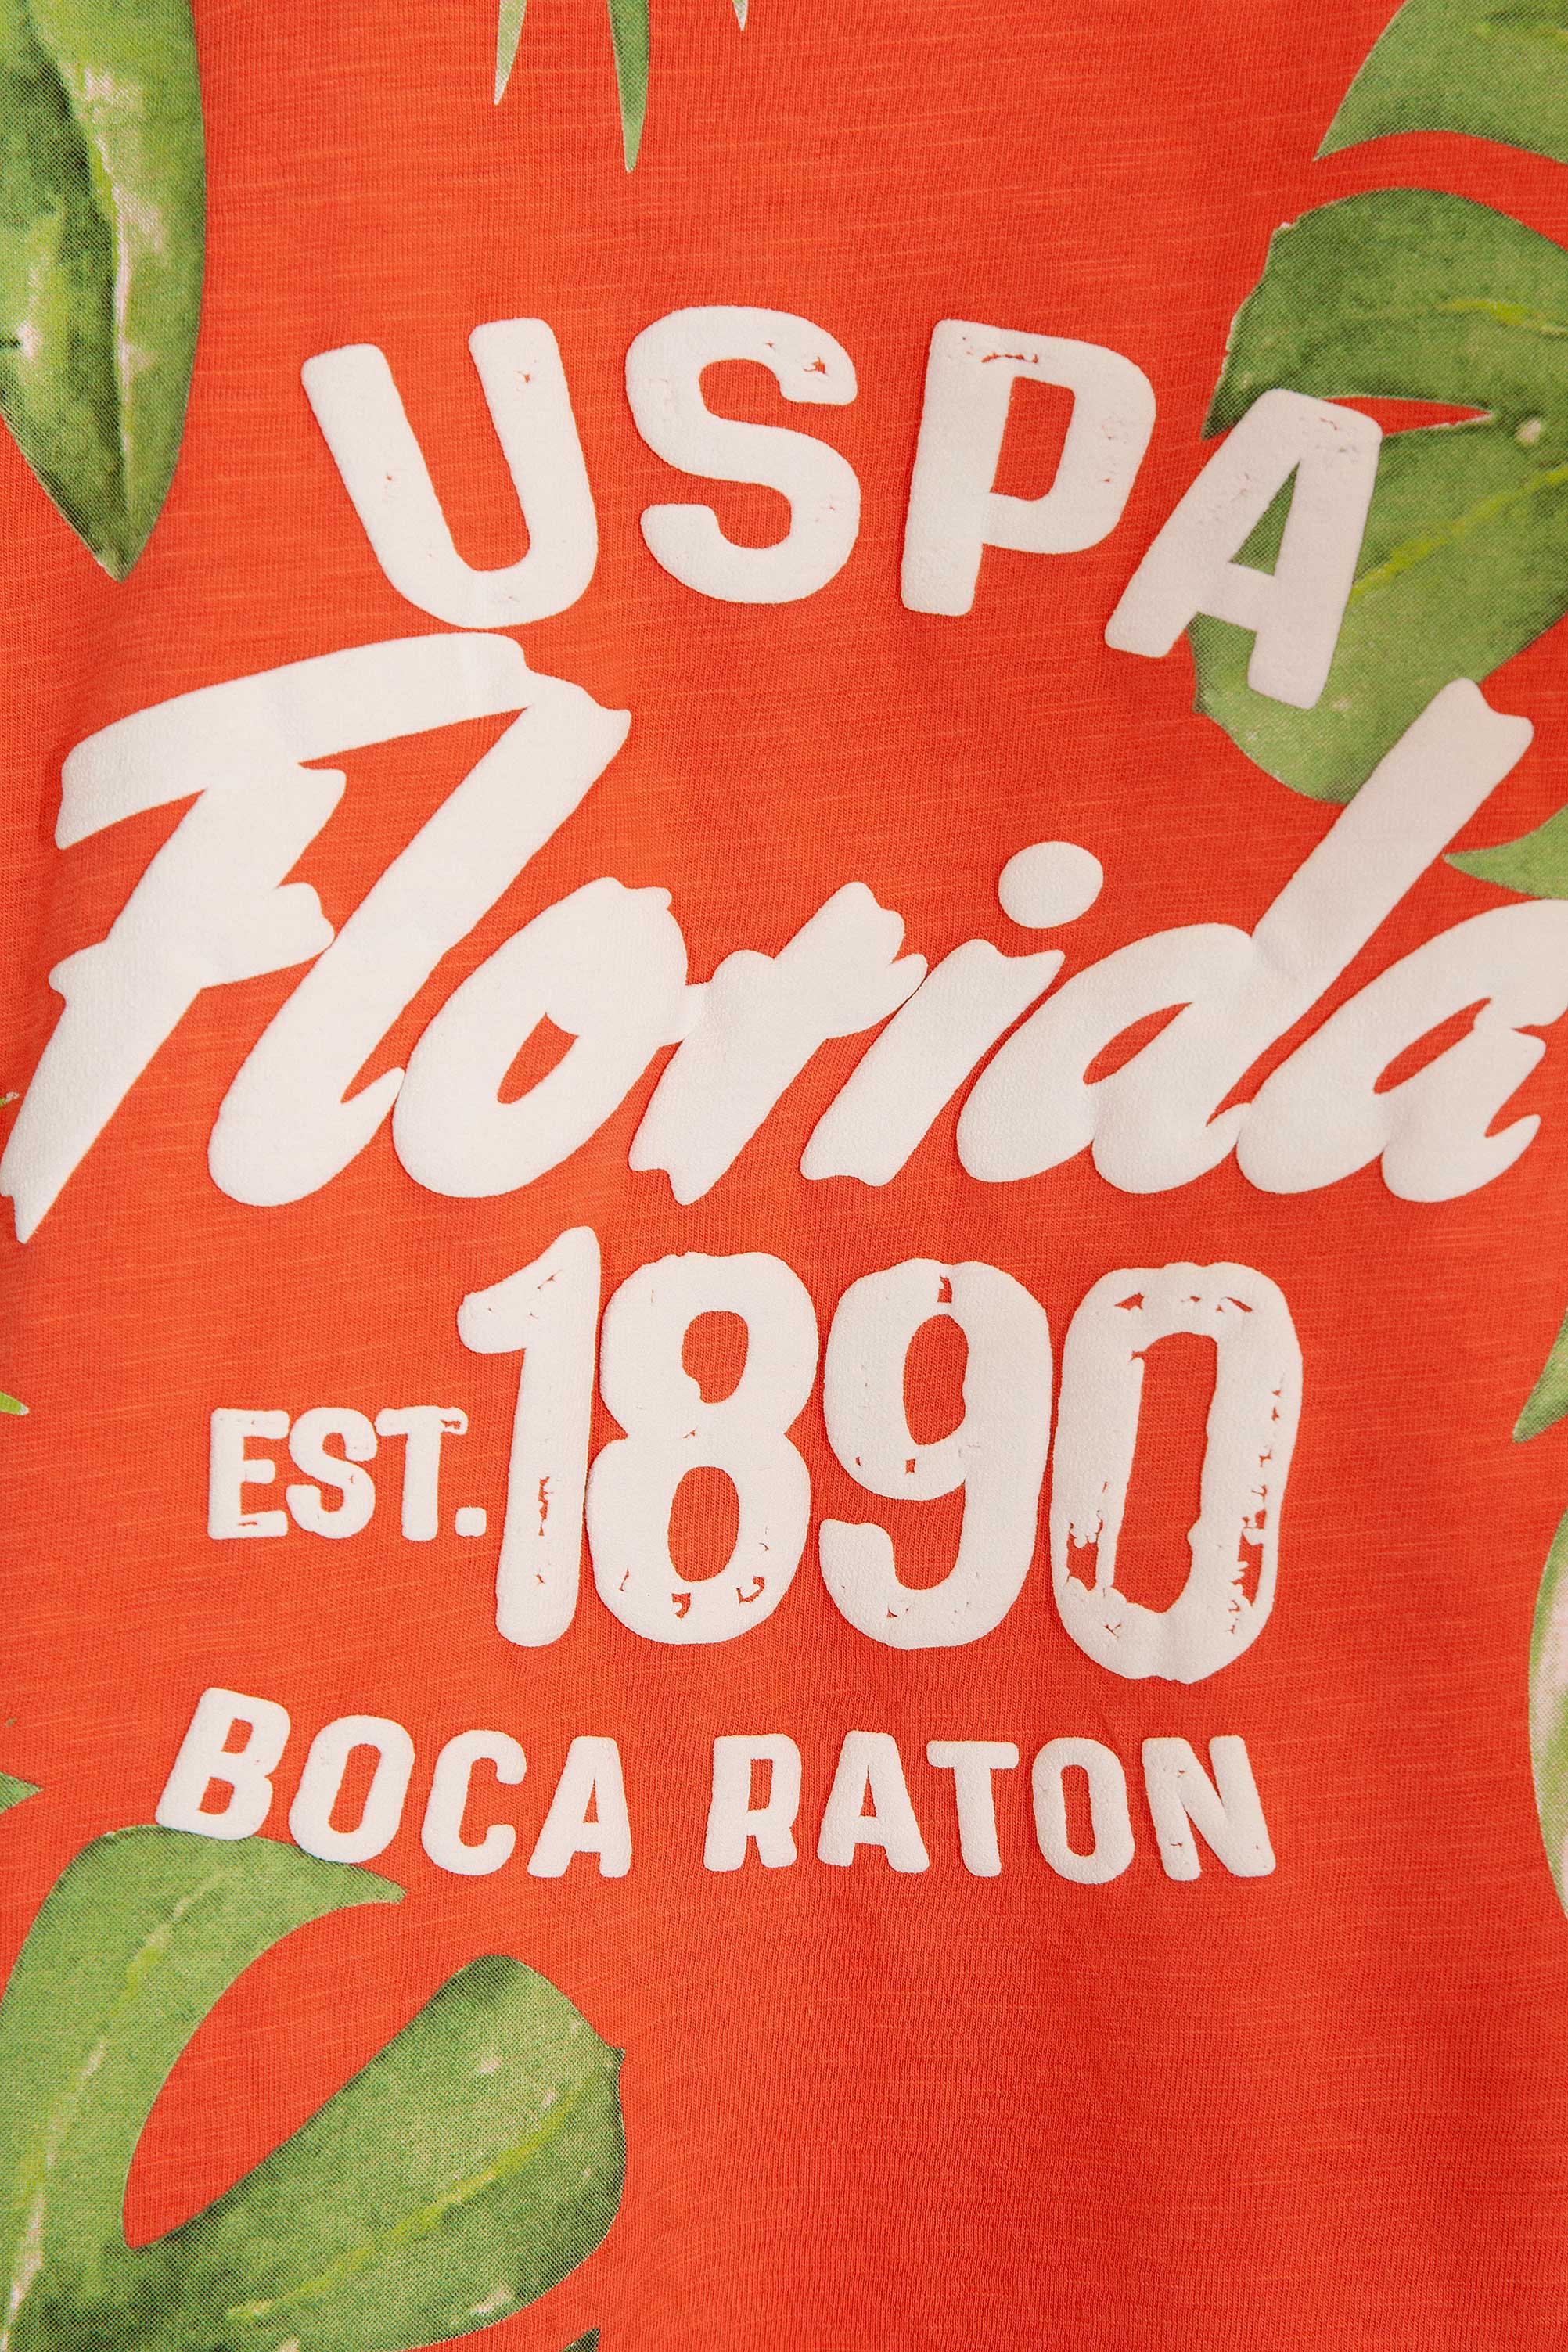 USPA
Florida
EST. 1890
BOCA RATON